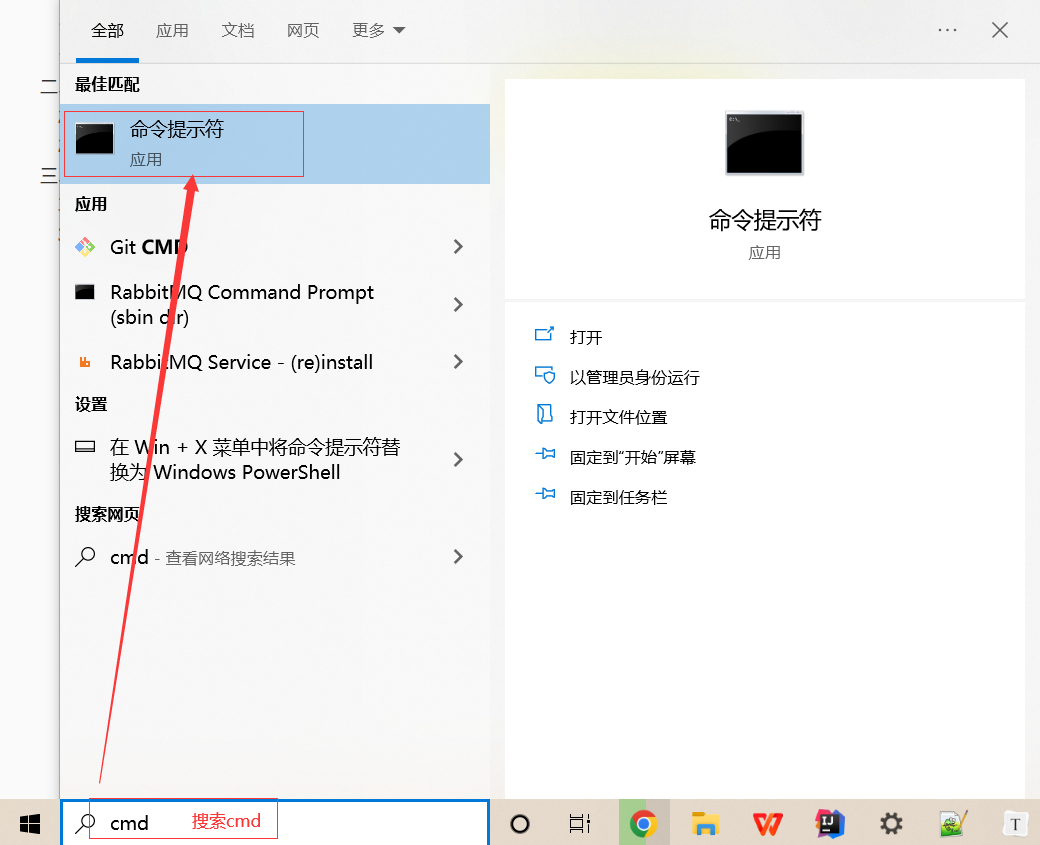 全部 应用 文档 网页 更多
二
最佳匹配
命令提示符
应用
三
应用
Git CMD
RabbitMQ Command Prompt
(sbin dir)
RabbitMQ Service - (re)install
设置
在 Win + X 菜单中将命令提示符替
换为 Windows PowerShell
搜索网页
cmd - 查看网络搜索结果
命令提示符
应用
打开
以管理员身份运行
打开文件位置
固定到“开始”屏幕
固定到任务栏
cmd 搜索cmd